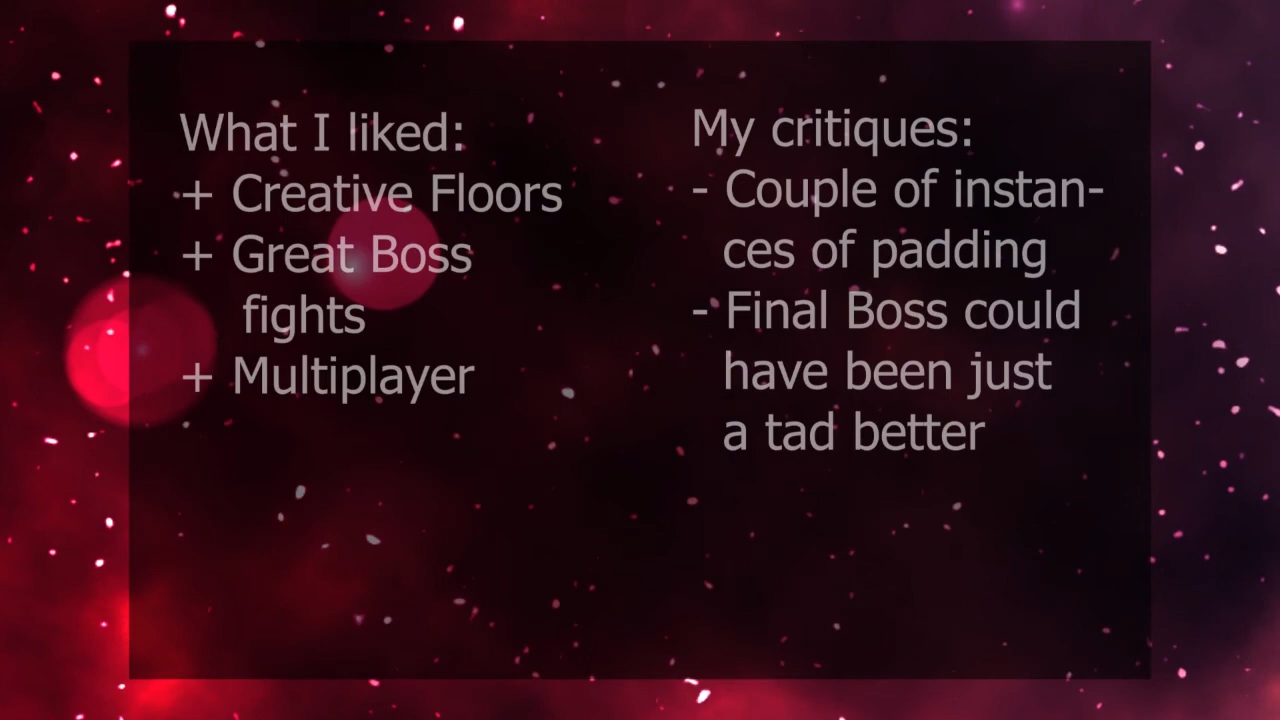 What I liked:
+ Creative Floors
+ Great Boss
fights
+ Multiplayer
My critiques:
- Couple of instan-
ces of padding
- Final Boss could
have been just
a tad better